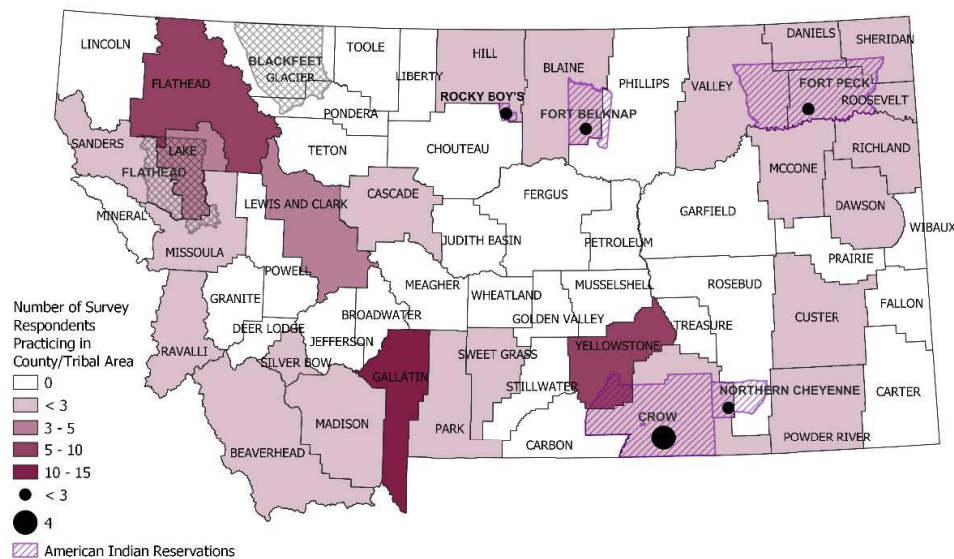 LINCOLN
TOOLE
DANIELS
SHERIDAN
BLACKFEET
GLACIER
HILL
BLAINE
LIBERTY
PHILLIPS
VALLEY
FLATHEAD
FORT PECK
ROCKY BOY'S
ROOSEVELT
PONDERA
FORT BELKNAP
SANDERS
LAKE
TETON
CHOUTEAU
RICHLAND
FLATHEAD
MCCONE
CASCADE
FERGUS
LEWIS AND CLARK
DAWSON
GARFIELD
MINERAL
WIBAUX
JUDITH BASIN
PETROLEUM
MISSOULA
PRAIRIE
POWELL
MEAGHER
MUSSELSHELL
ROSEBUD
WHEATLAND
GRANITE
FALLON
BROADWATER
GOLDEN VALLEY
CUSTER
TREASURE
DEER LODGE
JEFFERSON
YELLOWSTONE
RAVALLI
SILVER BOW
SWEET GRASS
GALLATIN
STILLWATER
NORTHERN CHEYENNE
CARTER
MADISON
CROW
PARK
POWDER RIVER
CARBON
BEAVERHEAD
Number of Survey
Respondents
Practicing in
County/Tribal Area
0
< 3
3 - 5
5 - 10
10 - 15
< 3
4
American Indian Reservations